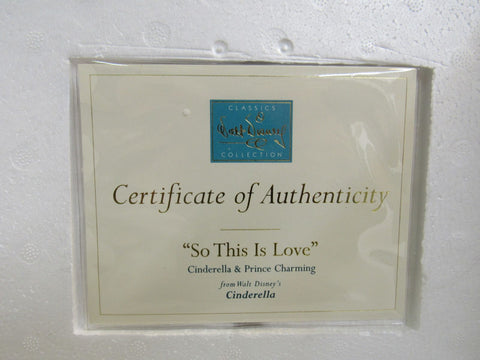 CLASSICS
Walt Disney
COLLECTION
Certificate of Authenticity
“So This Is Love”
Cinderella & Prince Charming
from Walt Disney's
Cinderella